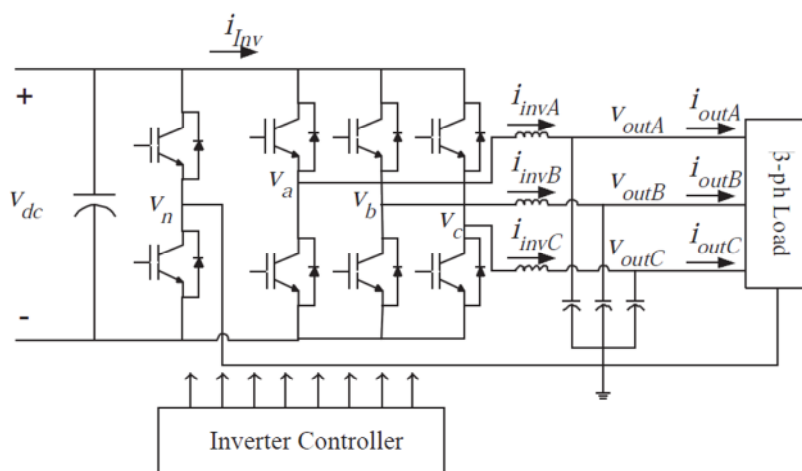 i_Inv
+
v_dc
-
v_n
v_a
v_b
v_c
i_invA
v_outA
i_outA
i_invB
v_outB
i_outB
i_invC
v_outC
i_outC
3-ph Load
Inverter Controller